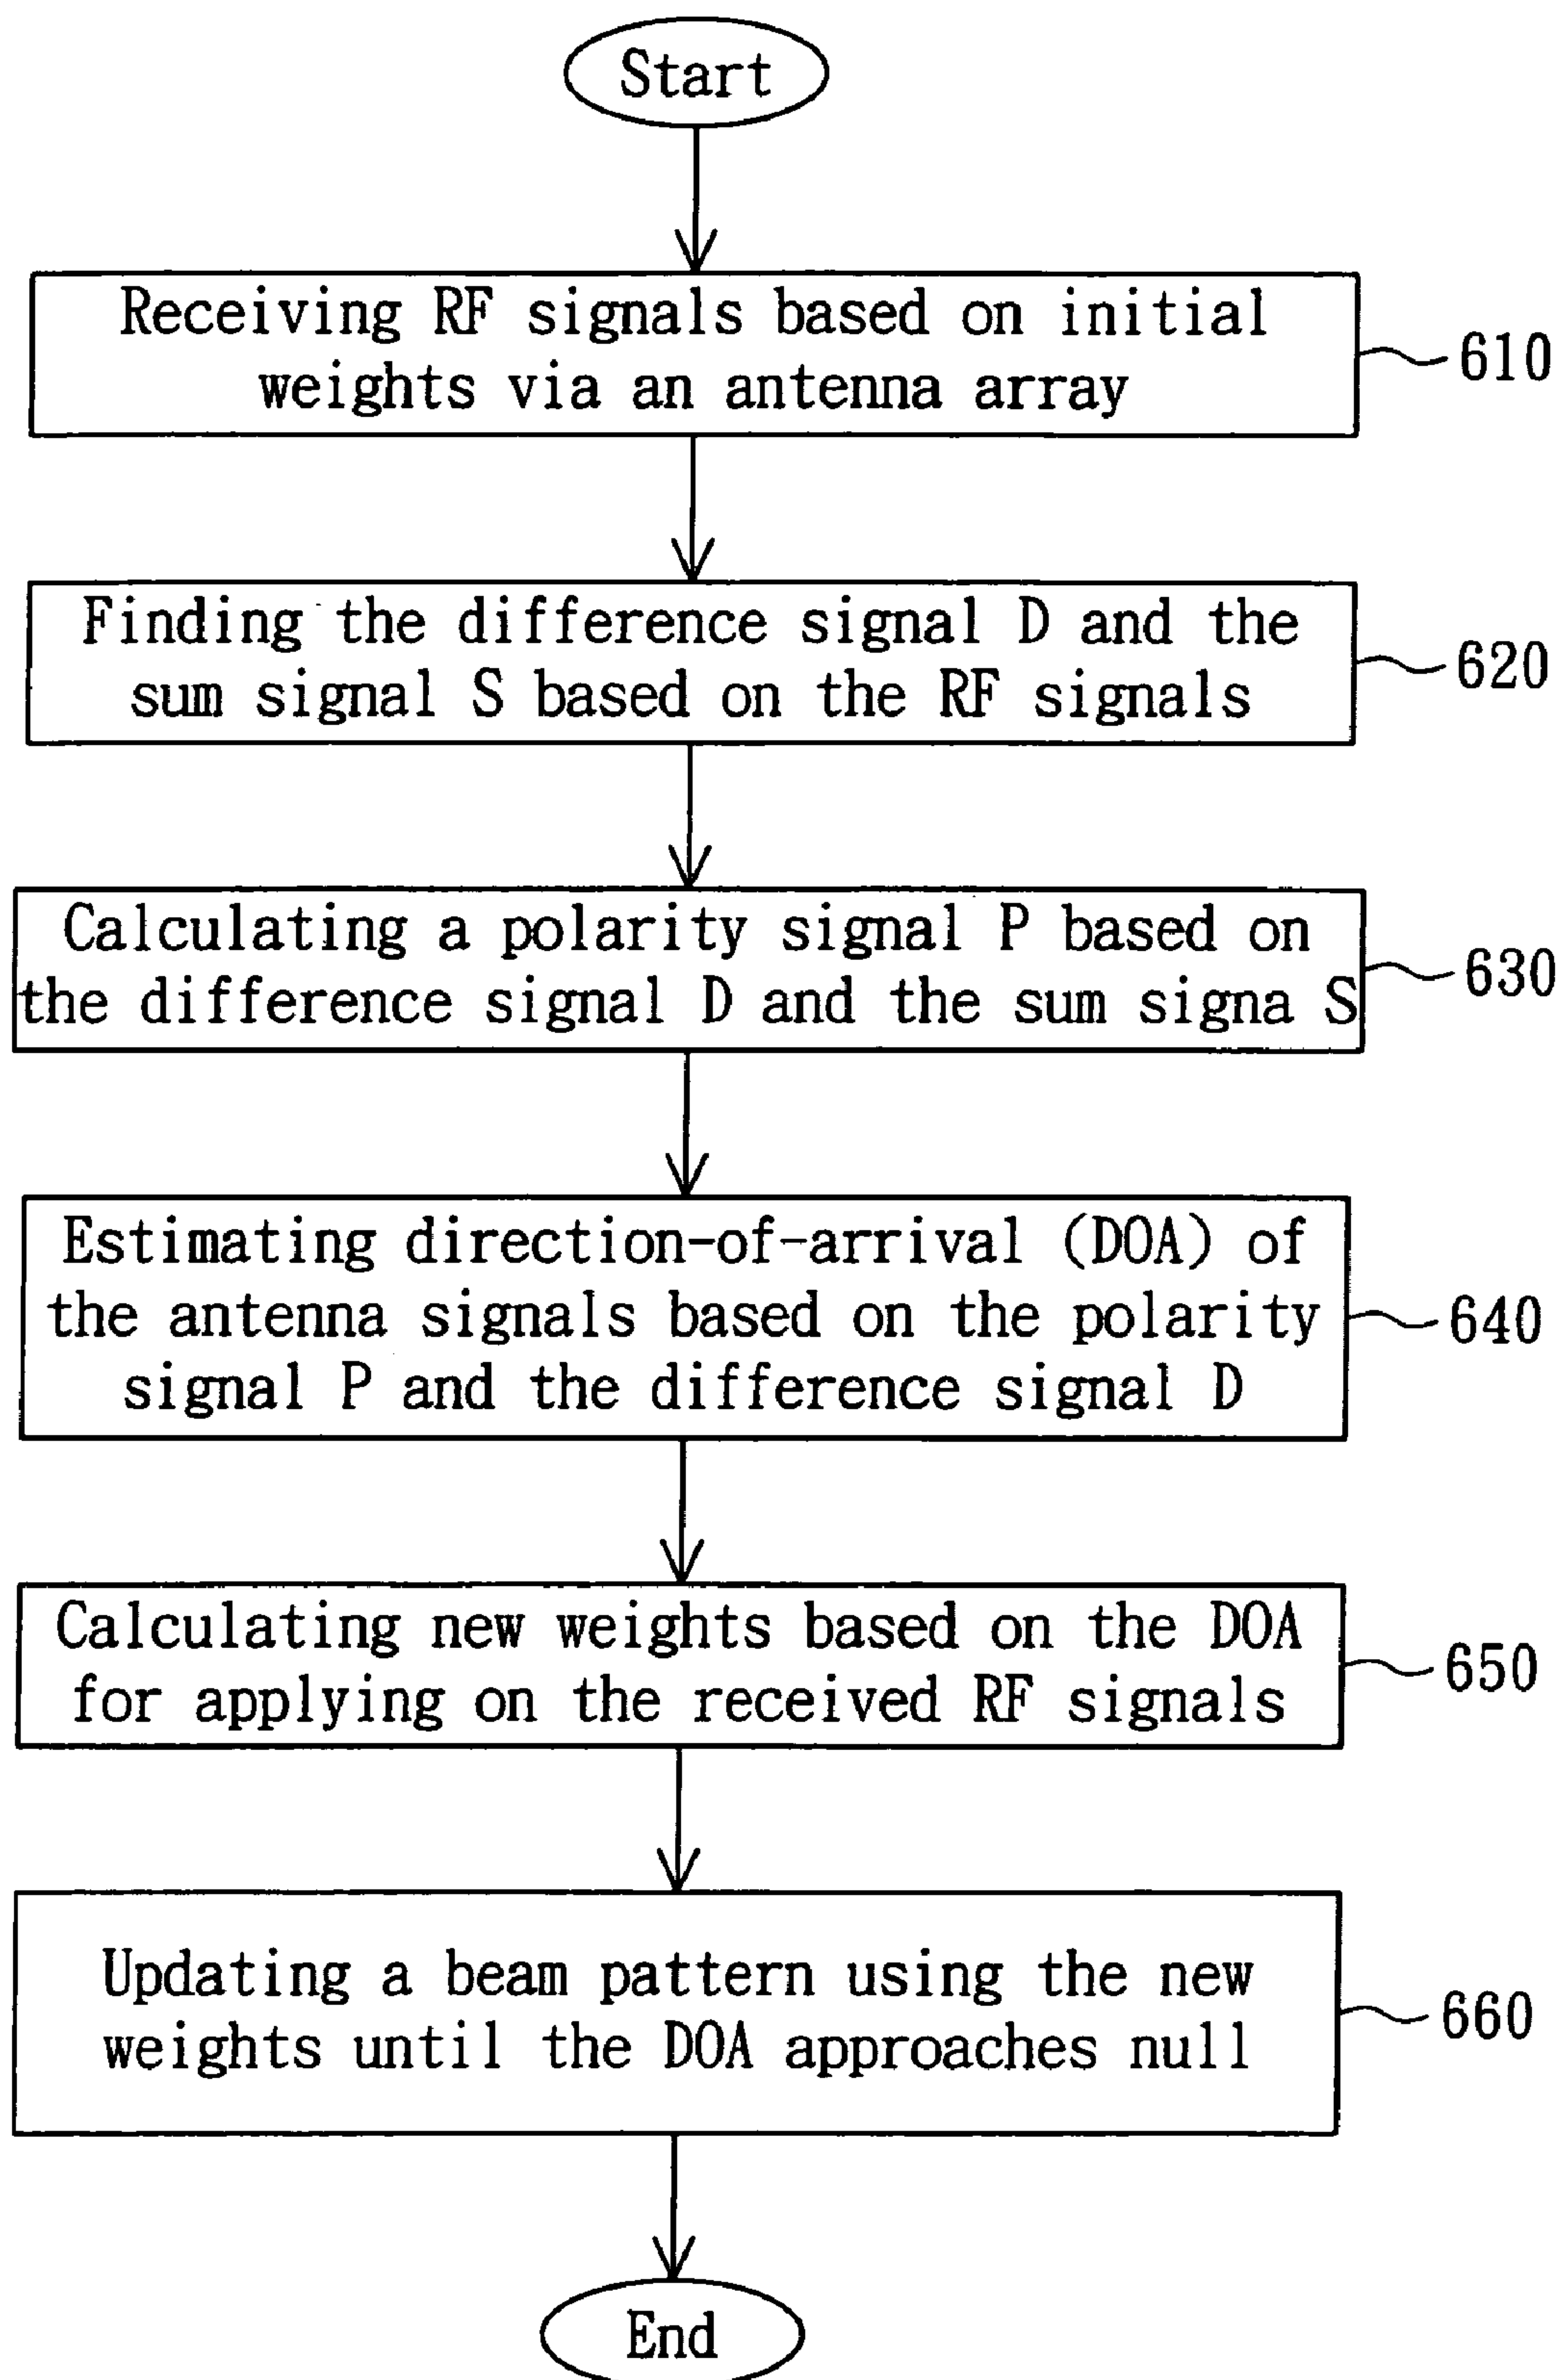 Start
Receiving RF signals based on initial
weights via an antenna array
610
Finding the difference signal D and the
sum signal S based on the RF signals
620
Calculating a polarity signal P based on
the difference signal D and the sum signa S
630
Estimating direction-of-arrival (DOA) of
the antenna signals based on the polarity
signal P and the difference signal D
640
Calculating new weights based on the DOA
for applying on the received RF signals
650
Updating a beam pattern using the new
weights until the DOA approaches null
660
End